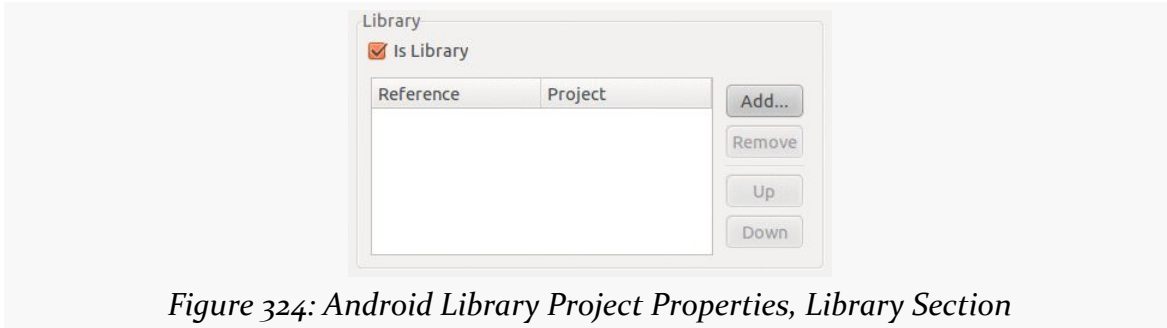 Library
Is Library
Reference Project
Add...
Remove
Up
Down
Figure 324: Android Library Project Properties, Library Section